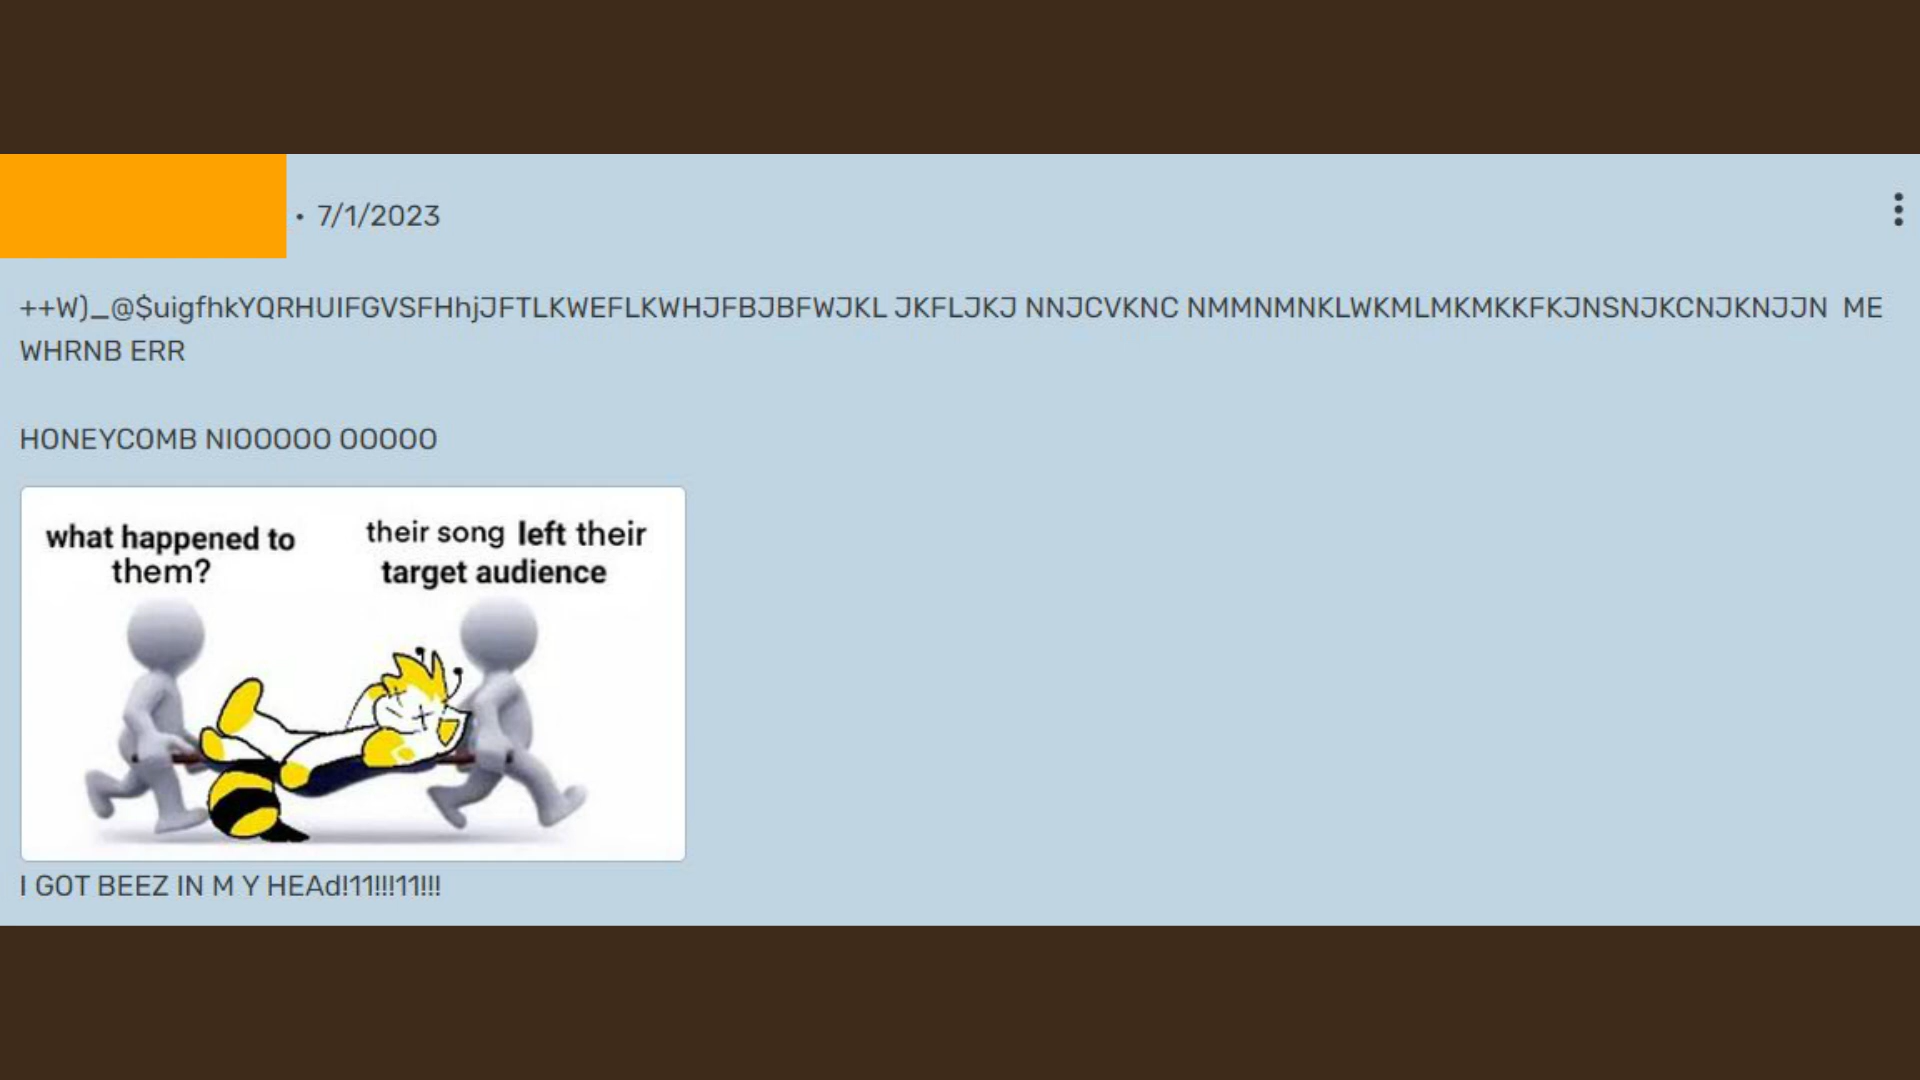 • 7/1/2023
++W)_@$uigfhkYQRHUIFGVSFHhjJFTLKWEFLKWHJFBJBFWJKL JKFLJKJ NNJCVKNC NMMNMNKLWKMLMKMKKFKJNSNJKCNJKNJJN ME
WHRNB ERR
HONEYCOMB NIOOOOO OOOOO
what happened to
them?
their song left their
target audience
I GOT BEEZ IN M Y HEAd!11!!!11!!!